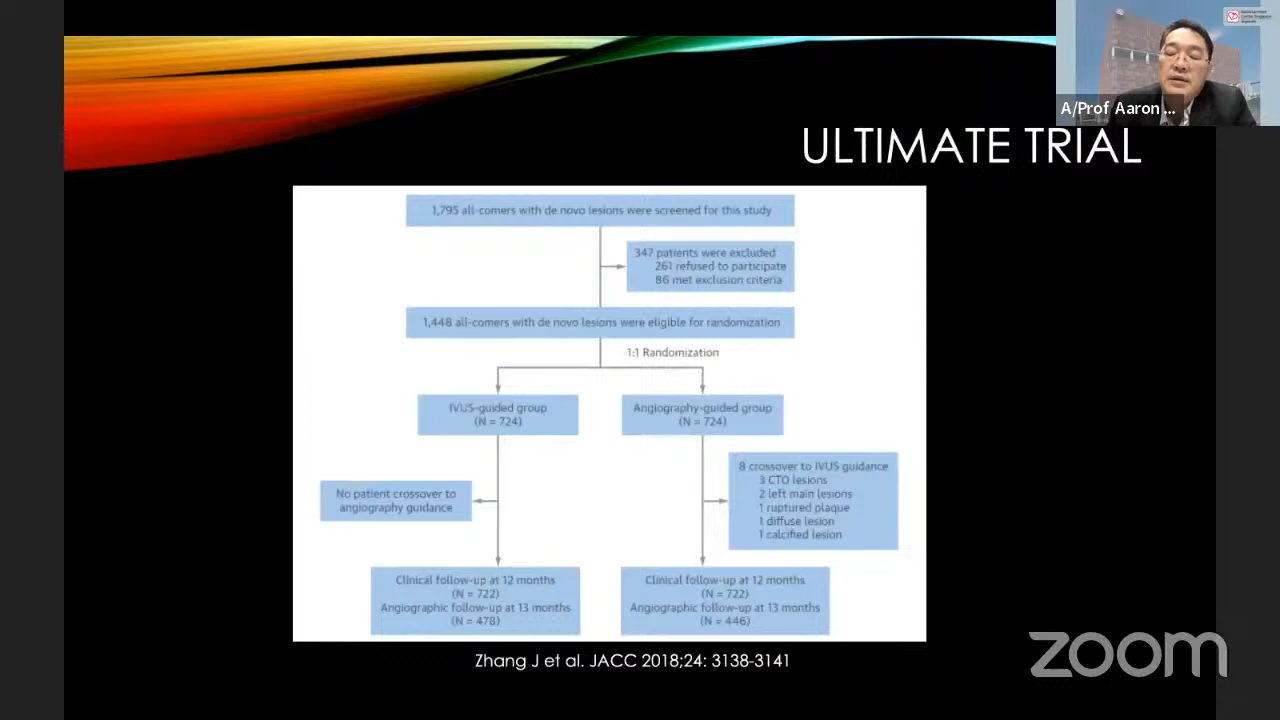 A/Prof Aaron ...
ULTIMATE TRIAL
1,795 all-comers with de novo lesions were screened for this study
347 patients were excluded
261 refused to participate
86 met exclusion criteria
1,448 all-comers with de novo lesions were eligible for randomization
1:1 Randomization
IVUS-guided group
(N = 724)
Angiography-guided group
(N = 724)
8 crossover to IVUS guidance
3 CTO lesions
2 left main lesions
1 ruptured plaque
1 diffuse lesion
1 calcified lesion
No patient crossover to
angiography guidance
Clinical follow-up at 12 months
(N = 722)
Angiographic follow-up at 13 months
(N = 478)
Clinical follow-up at 12 months
(N = 722)
Angiographic follow-up at 13 months
(N = 446)
Zhang J et al. JACC 2018;24: 3138-3141
zoom